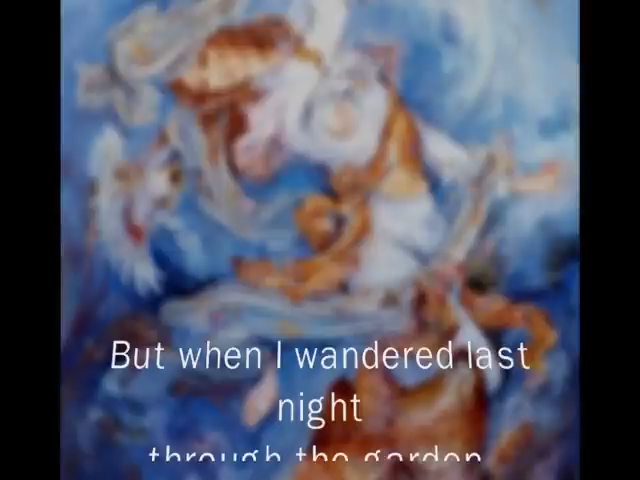 But when I wandered last
night
through the garden